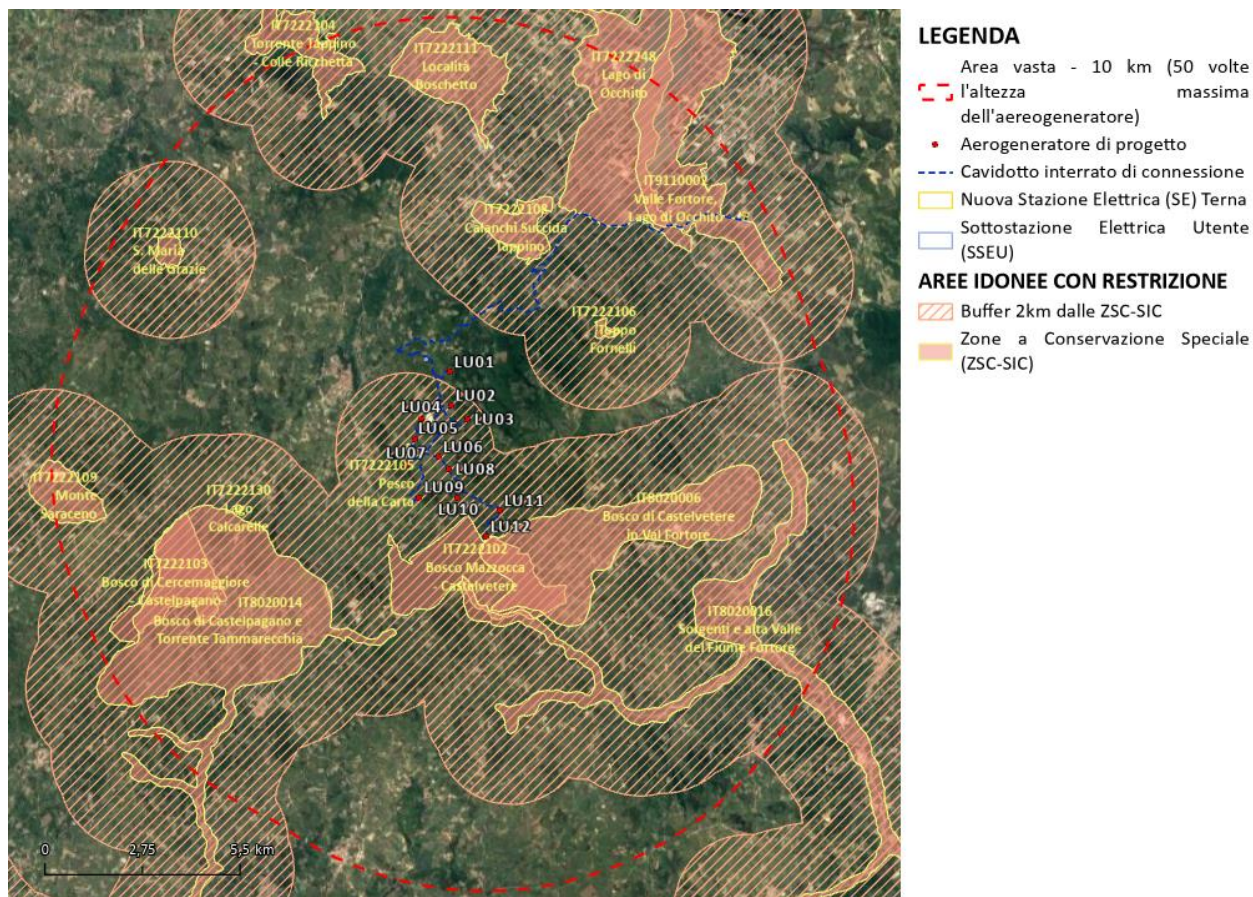 IT7222104
Torrente Tappino
- Colle Ricchetta
IT7222111
Località
Boschetto
IT7222248
Lago di
Occhito
IT9110002
Valle Fortore,
Lago di Occhito
IT7222108
Calanchi Succida
Tappino
IT7222110
S. Maria
delle Grazie
IT7222106
Toppo
Fornelli
LU01
LU02
LU04
LU03
LU05
LU06
LU07
LU08
IT7222105
Pesco
della Carta
LU09
LU10
LU11
LU12
IT7222109
Monte
Saraceno
IT7222130
Lago
Calcarelle
IT8020006
Bosco di Castelvetere
in Val Fortore
IT7222102
Bosco Mazzocca
- Castelvetere
IT7222103
Bosco di Cercemaggiore
- Castelpagano
IT8020014
Bosco di Castelpagano e
Torrente Tammarecchia
IT8020016
Sorgenti e alta Valle
del Fiume Fortore
0 2,75 5,5 km
LEGENDA
Area vasta - 10 km (50 volte
l'altezza massima
dell'aereogeneratore)
Aerogeneratore di progetto
Cavidotto interrato di connessione
Nuova Stazione Elettrica (SE) Terna
Sottostazione Elettrica Utente
(SSEU)
AREE IDONEE CON RESTRIZIONE
Buffer 2km dalle ZSC-SIC
Zone a Conservazione Speciale
(ZSC-SIC)